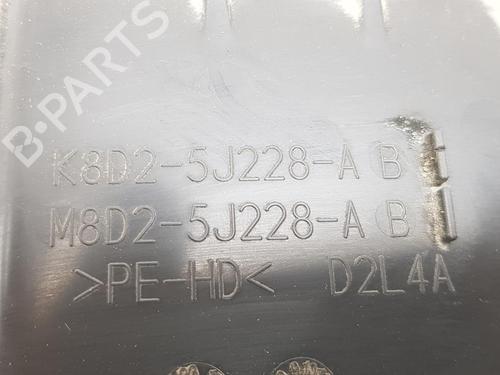 B-PARTS
K8D2-5J228-A B
M8D2-5J228-A B
>PE-HD< D2L4A